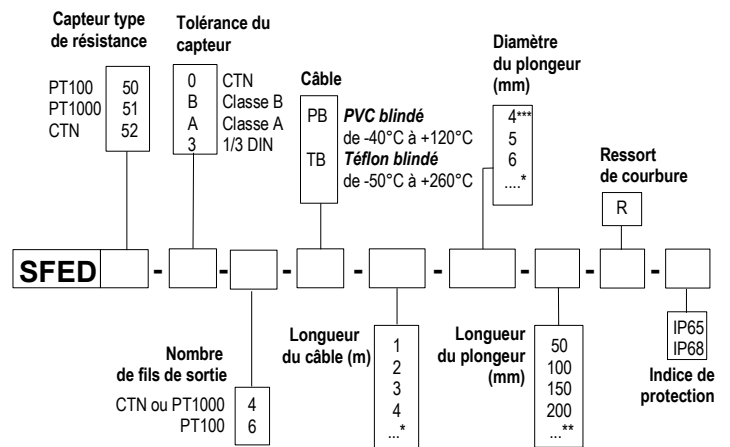 Capteur type
de résistance
PT100 50
PT1000 51
CTN 52
Tolérance du
capteur
0 CTN
B Classe B
A Classe A
3 1/3 DIN
Câble
PB PVC blindé
de -40°C à +120°C
TB Téflon blindé
de -50°C à +260°C
Diamètre
du plongeur
(mm)
4***
5
6
....*
Ressort
de courbure
R
SFED - - - - - - - -
Nombre
de fils de sortie
CTN ou PT1000 4
PT100 6
Longueur
du câble (m)
1
2
3
4
...*
Longueur
du plongeur
(mm)
50
100
150
200
...**
IP65
IP68
Indice de
protection